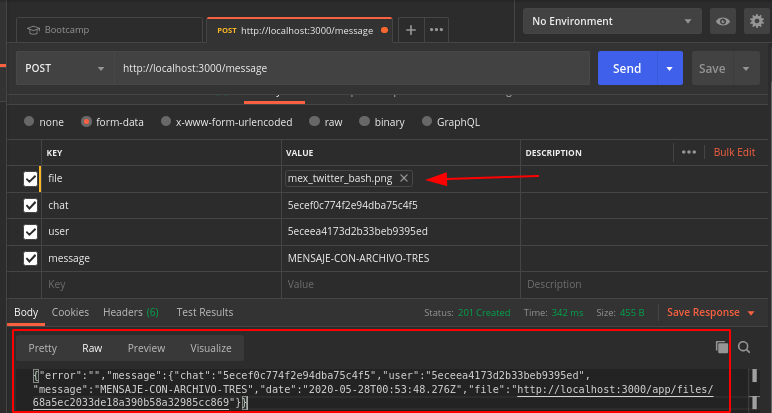 Bootcamp
POST http://localhost:3000/message
No Environment
POST http://localhost:3000/message Send Save
none form-data x-www-form-urlencoded raw binary GraphQL
KEY VALUE DESCRIPTION ••• Bulk Edit
file mex_twitter_bash.png
chat 5ecef0c774f2e94dba75c4f5
user 5eceea4173d2b33beb9395ed
message MENSAJE-CON-ARCHIVO-TRES
Key Value Description
Body Cookies Headers (6) Test Results Status: 201 Created Time: 342 ms Size: 455 B Save Response
Pretty Raw Preview Visualize
{"error":"","message":{"chat":"5ecef0c774f2e94dba75c4f5","user":"5eceea4173d2b33beb9395ed",
"message":"MENSAJE-CON-ARCHIVO-TRES","date":"2020-05-28T00:53:48.276Z","file":"http://localhost:3000/app/files/
68a5ec2033de18a390b58a32985cc869"}}